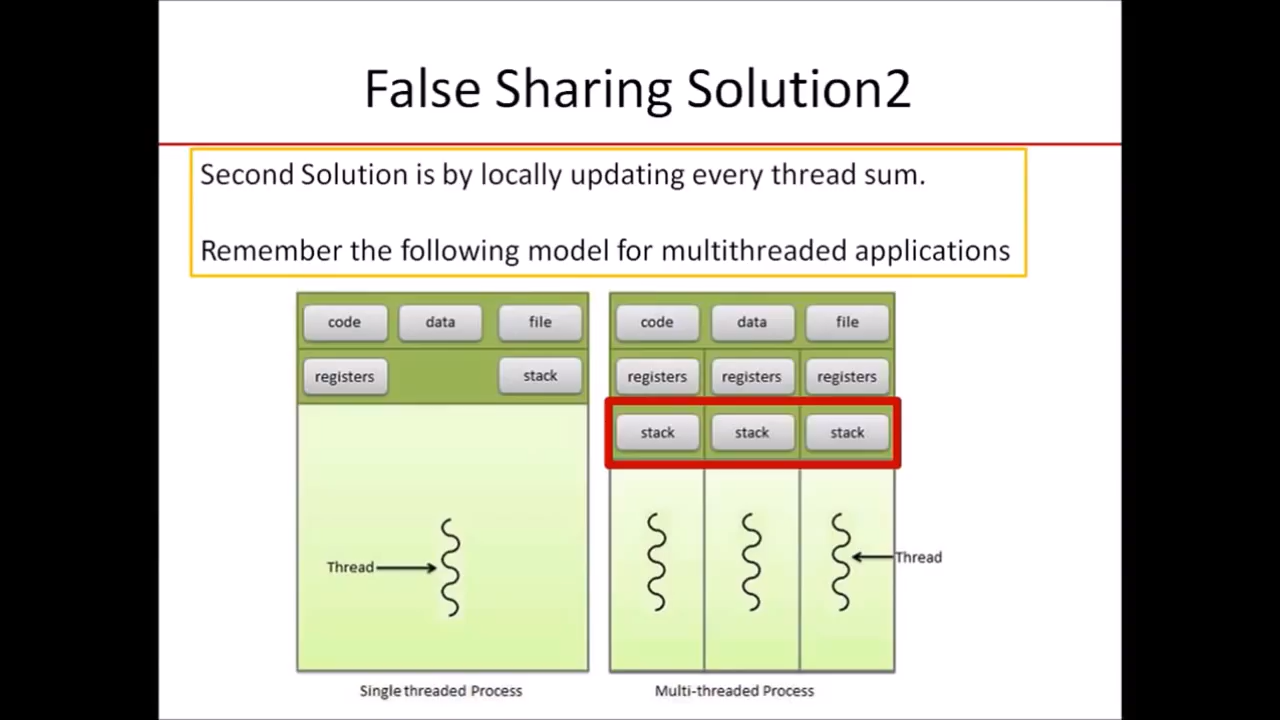 False Sharing Solution2
Second Solution is by locally updating every thread sum.
Remember the following model for multithreaded applications
code data file
registers stack
Thread
Single threaded Process
code data file
registers registers registers
stack stack stack
Thread
Multi-threaded Process